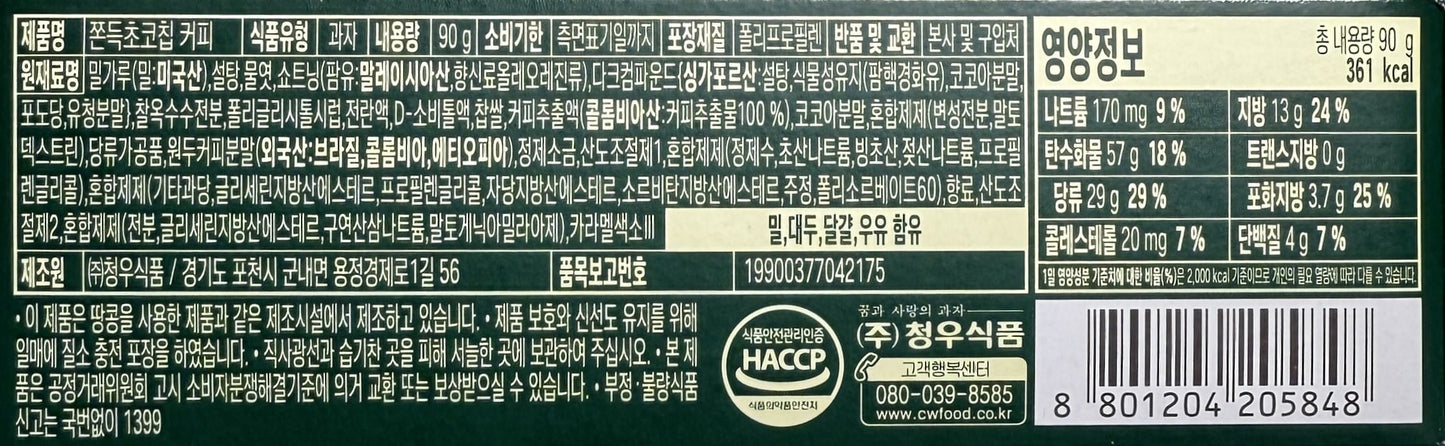 제품명 쫀득초코칩 커피 식품유형 과자 내용량 90 g 소비기한 측면표기일까지 포장재질 폴리프로필렌 반품 및 교환 본사 및 구입처
원재료명 밀가루(밀:미국산),설탕,물엿,쇼트닝(팜유:말레이시아산,향신료올레오레진류),다크컴파운드{싱가포르산:설탕,식물성유지(팜핵경화유),코코아분말,
포도당,유청분말},찰옥수수전분,폴리글리시톨시럽,전란액,D-소비톨액,찹쌀,커피추출액(콜롬비아산:커피추출물100 %),코코아분말,혼합제제(변성전분,말토
덱스트린),당류가공품,원두커피분말(외국산:브라질,콜롬비아,에티오피아),정제소금,산도조절제1,혼합제제(정제수,초산나트륨,빙초산,젖산나트륨,프로필
렌글리콜),혼합제제(기타과당,글리세린지방산에스테르,프로필렌글리콜,자당지방산에스테르,소르비탄지방산에스테르,주정,폴리소르베이트60),향료,산도조
절제2,혼합제제(전분,글리세린지방산에스테르,구연산삼나트륨,말토게닉아밀라아제),카라멜색소III
밀,대두,달걀,우유 함유
제조원 ㈜청우식품 / 경기도 포천시 군내면 용정경제로1길 56 품목보고번호 19900377042175
• 이 제품은 땅콩을 사용한 제품과 같은 제조시설에서 제조하고 있습니다. • 제품 보호와 신선도 유지를 위해
일매에 질소 충전 포장을 하였습니다. • 직사광선과 습기찬 곳을 피해 서늘한 곳에 보관하여 주십시오. • 본 제
품은 공정거래위원회 고시 소비자분쟁해결기준에 의거 교환 또는 보상받으실 수 있습니다. • 부정·불량식품
신고는 국번없이 1399
식품안전관리인증
HACCP
식품의약품안전처
꿈과 사랑의 과자
(주)청우식품
고객행복센터
080-039-8585
www.cwfood.co.kr
영양정보
총 내용량 90 g
361 kcal
나트륨 170 mg 9 % 지방 13 g 24 %
탄수화물 57 g 18 % 트랜스지방 0 g
당류 29 g 29 % 포화지방 3.7 g 25 %
콜레스테롤 20 mg 7 % 단백질 4 g 7 %
1일 영양성분 기준치에 대한 비율(%)은 2,000 kcal 기준이므로 개인의 필요 열량에 따라 다를 수 있습니다.
8 801204 205848